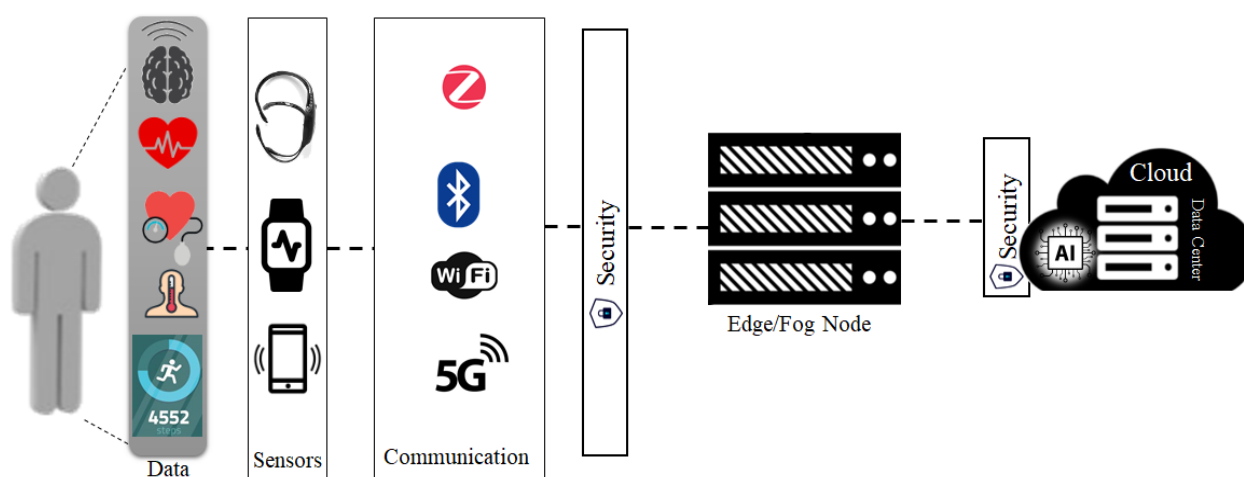 4552
steps
Data
Sensors
Z
WiFi
5G
Communication
Security
Edge/Fog Node
Security
Cloud
AI
Data Center